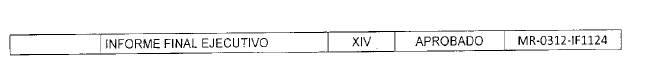 INFORME FINAL EJECUTIVO XIV APROBADO MR-0312-IF1124